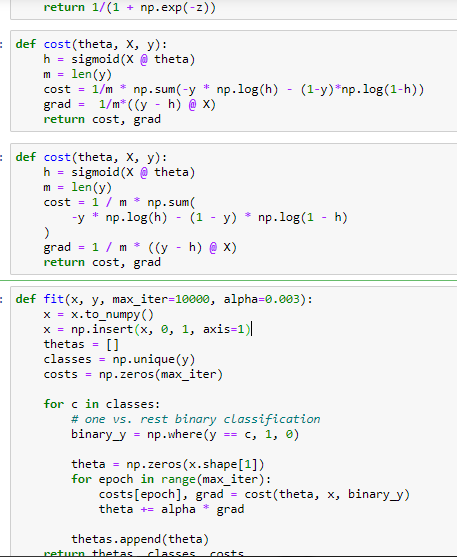 return 1/(1 + np.exp(-z))
def cost(theta, X, y):
h = sigmoid(X @ theta)
m = len(y)
cost = 1/m * np.sum(-y * np.log(h) - (1-y)*np.log(1-h))
grad =  1/m*((y - h) @ X)
return cost, grad
def cost(theta, X, y):
h = sigmoid(X @ theta)
m = len(y)
cost = 1 / m * np.sum(
-y * np.log(h) - (1 - y) * np.log(1 - h)
)
grad = 1 / m * ((y - h) @ X)
return cost, grad
def fit(x, y, max_iter=10000, alpha=0.003):
x = x.to_numpy()
x = np.insert(x, 0, 1, axis=1)
thetas = []
classes = np.unique(y)
costs = np.zeros(max_iter)
for c in classes:
# one vs. rest binary classification
binary_y = np.where(y == c, 1, 0)
theta = np.zeros(x.shape[1])
for epoch in range(max_iter):
costs[epoch], grad = cost(theta, x, binary_y)
theta += alpha * grad
thetas.append(theta)
return thetas, classes, costs